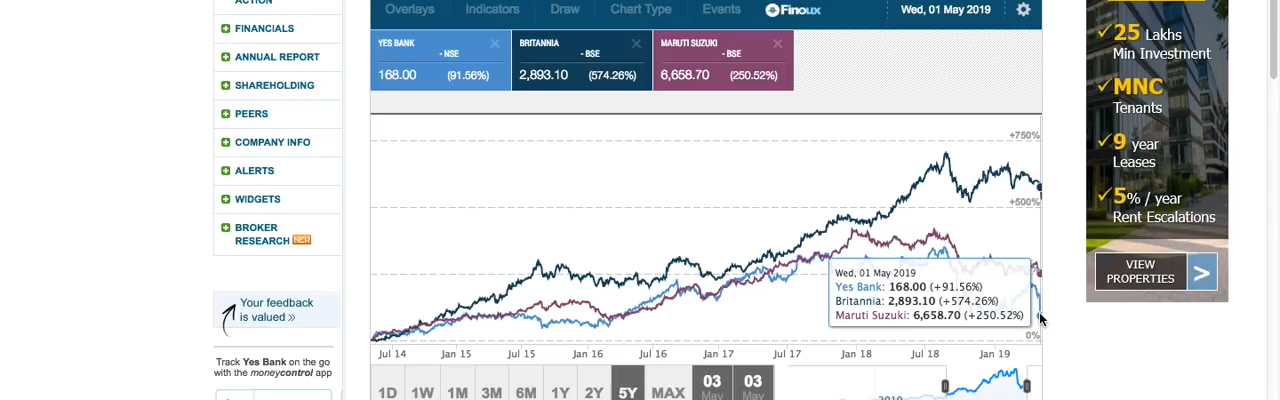 ACTION
FINANCIALS
ANNUAL REPORT
SHAREHOLDING
PEERS
COMPANY INFO
ALERTS
WIDGETS
BROKER
RESEARCH NEW
Your feedback
is valued »
Track Yes Bank on the go
with the moneycontrol app
Overlays Indicators Draw Chart Type Events Finoux Wed, 01 May 2019
YES BANK
- NSE
168.00 (91.56%)
BRITANNIA
- BSE
2,893.10 (574.26%)
MARUTI SUZUKI
- BSE
6,658.70 (250.52%)
+750%
+500%
0%
Wed, 01 May 2019
Yes Bank: 168.00 (+91.56%)
Britannia: 2,893.10 (+574.26%)
Maruti Suzuki: 6,658.70 (+250.52%)
Jul 14 Jan 15 Jul 15 Jan 16 Jul 16 Jan 17 Jul 17 Jan 18 Jul 18 Jan 19
1D 1W 1M 3M 6M 1Y 2Y 5Y MAX 03 May 03 May
2019
25 Lakhs
Min Investment
MNC
Tenants
9 year
Leases
5% / year
Rent Escalations
VIEW
PROPERTIES >